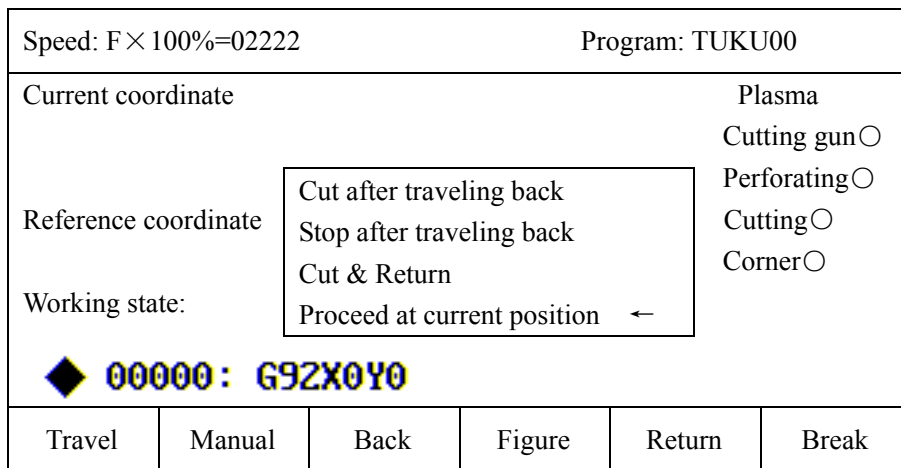 Speed: F×100%=02222 Program: TUKU00
Current coordinate Plasma
Cutting gun○
Perforating○
Cut after traveling back
Reference coordinate Stop after traveling back Cutting○
Cut & Return Corner○
Working state: Proceed at current position ←
◆ 00000: G92X0Y0
Travel Manual Back Figure Return Break